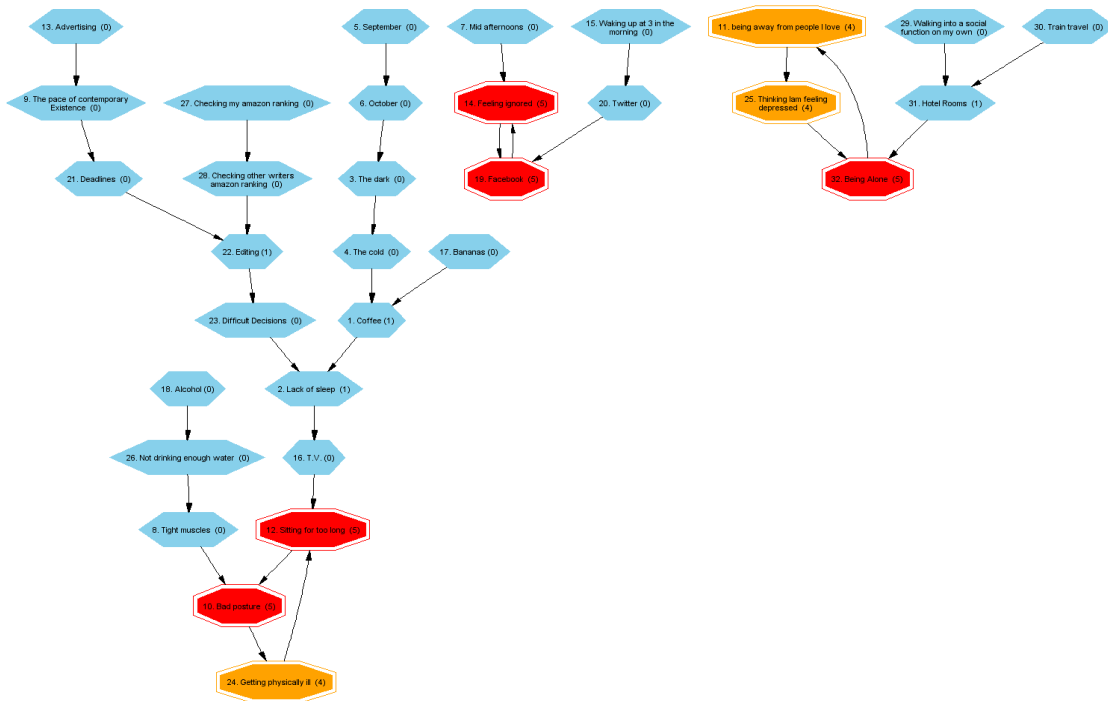 13. Advertising (0)
5. September (0)
7. Mid afternoons (0)
15. Waking up at 3 in the
morning (0)
11. being away from people I love (4)
29. Walking into a social
function on my own (0)
30. Train travel (0)
9. The pace of contemporary
Existence (0)
27. Checking my amazon ranking (0)
6. October (0)
14. Feeling ignored (5)
20. Twitter (0)
25. Thinking Iam feeling
depressed (4)
31. Hotel Rooms (1)
21. Deadlines (0)
28. Checking other writers
amazon ranking (0)
3. The dark (0)
19. Facebook (5)
32. Being Alone (5)
22. Editing (1)
4. The cold (0)
17. Bananas (0)
23. Difficult Decisions (0)
1. Coffee (1)
18. Alcohol (0)
2. Lack of sleep (1)
26. Not drinking enough water (0)
16. T.V. (0)
8. Tight muscles (0)
12. Sitting for too long (5)
10. Bad posture (5)
24. Getting physically ill (4)